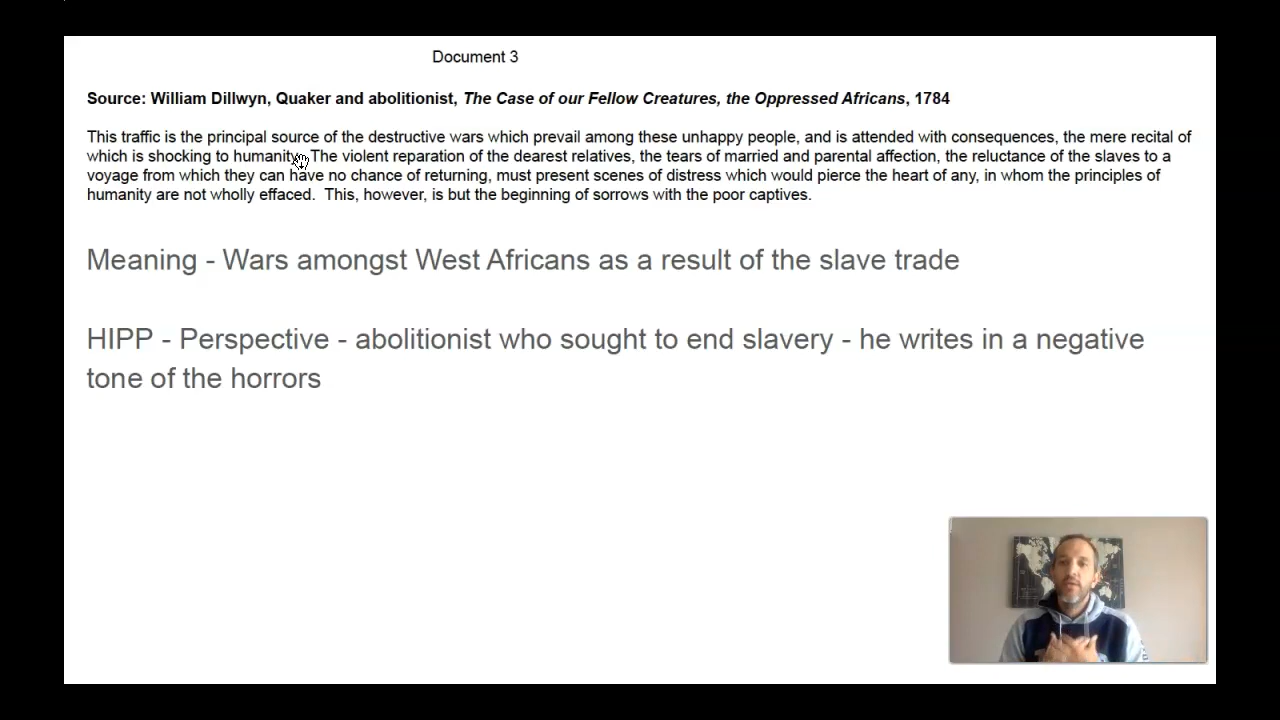 Document 3
Source: William Dillwyn, Quaker and abolitionist, The Case of our Fellow Creatures, the Oppressed Africans, 1784
This traffic is the principal source of the destructive wars which prevail among these unhappy people, and is attended with consequences, the mere recital of
which is shocking to humanity. The violent reparation of the dearest relatives, the tears of married and parental affection, the reluctance of the slaves to a
voyage from which they can have no chance of returning, must present scenes of distress which would pierce the heart of any, in whom the principles of
humanity are not wholly effaced. This, however, is but the beginning of sorrows with the poor captives.
Meaning - Wars amongst West Africans as a result of the slave trade
HIPP - Perspective - abolitionist who sought to end slavery - he writes in a negative
tone of the horrors